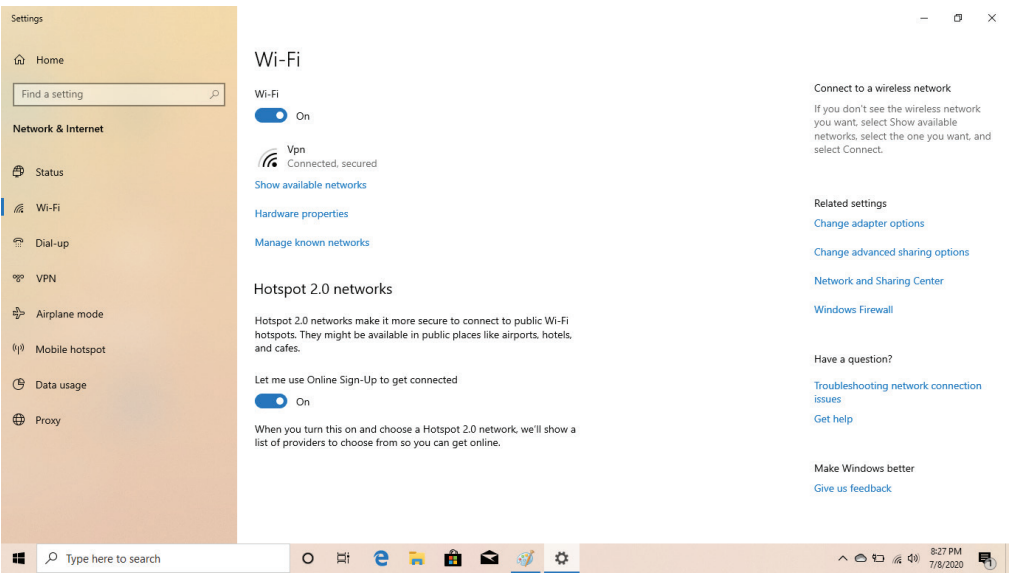 Settings
Home
Find a setting
Network & Internet
Status
Wi-Fi
Dial-up
VPN
Airplane mode
Mobile hotspot
Data usage
Proxy
Wi-Fi
Wi-Fi
On
Vpn
Connected, secured
Show available networks
Hardware properties
Manage known networks
Hotspot 2.0 networks
Hotspot 2.0 networks make it more secure to connect to public Wi-Fi
hotspots. They might be available in public places like airports, hotels,
and cafes.
Let me use Online Sign-Up to get connected
On
When you turn this on and choose a Hotspot 2.0 network, we'll show a
list of providers to choose from so you can get online.
Connect to a wireless network
If you don't see the wireless network
you want, select Show available
networks, select the one you want, and
select Connect.
Related settings
Change adapter options
Change advanced sharing options
Network and Sharing Center
Windows Firewall
Have a question?
Troubleshooting network connection
issues
Get help
Make Windows better
Give us feedback
Type here to search
8:27 PM
7/8/2020
1